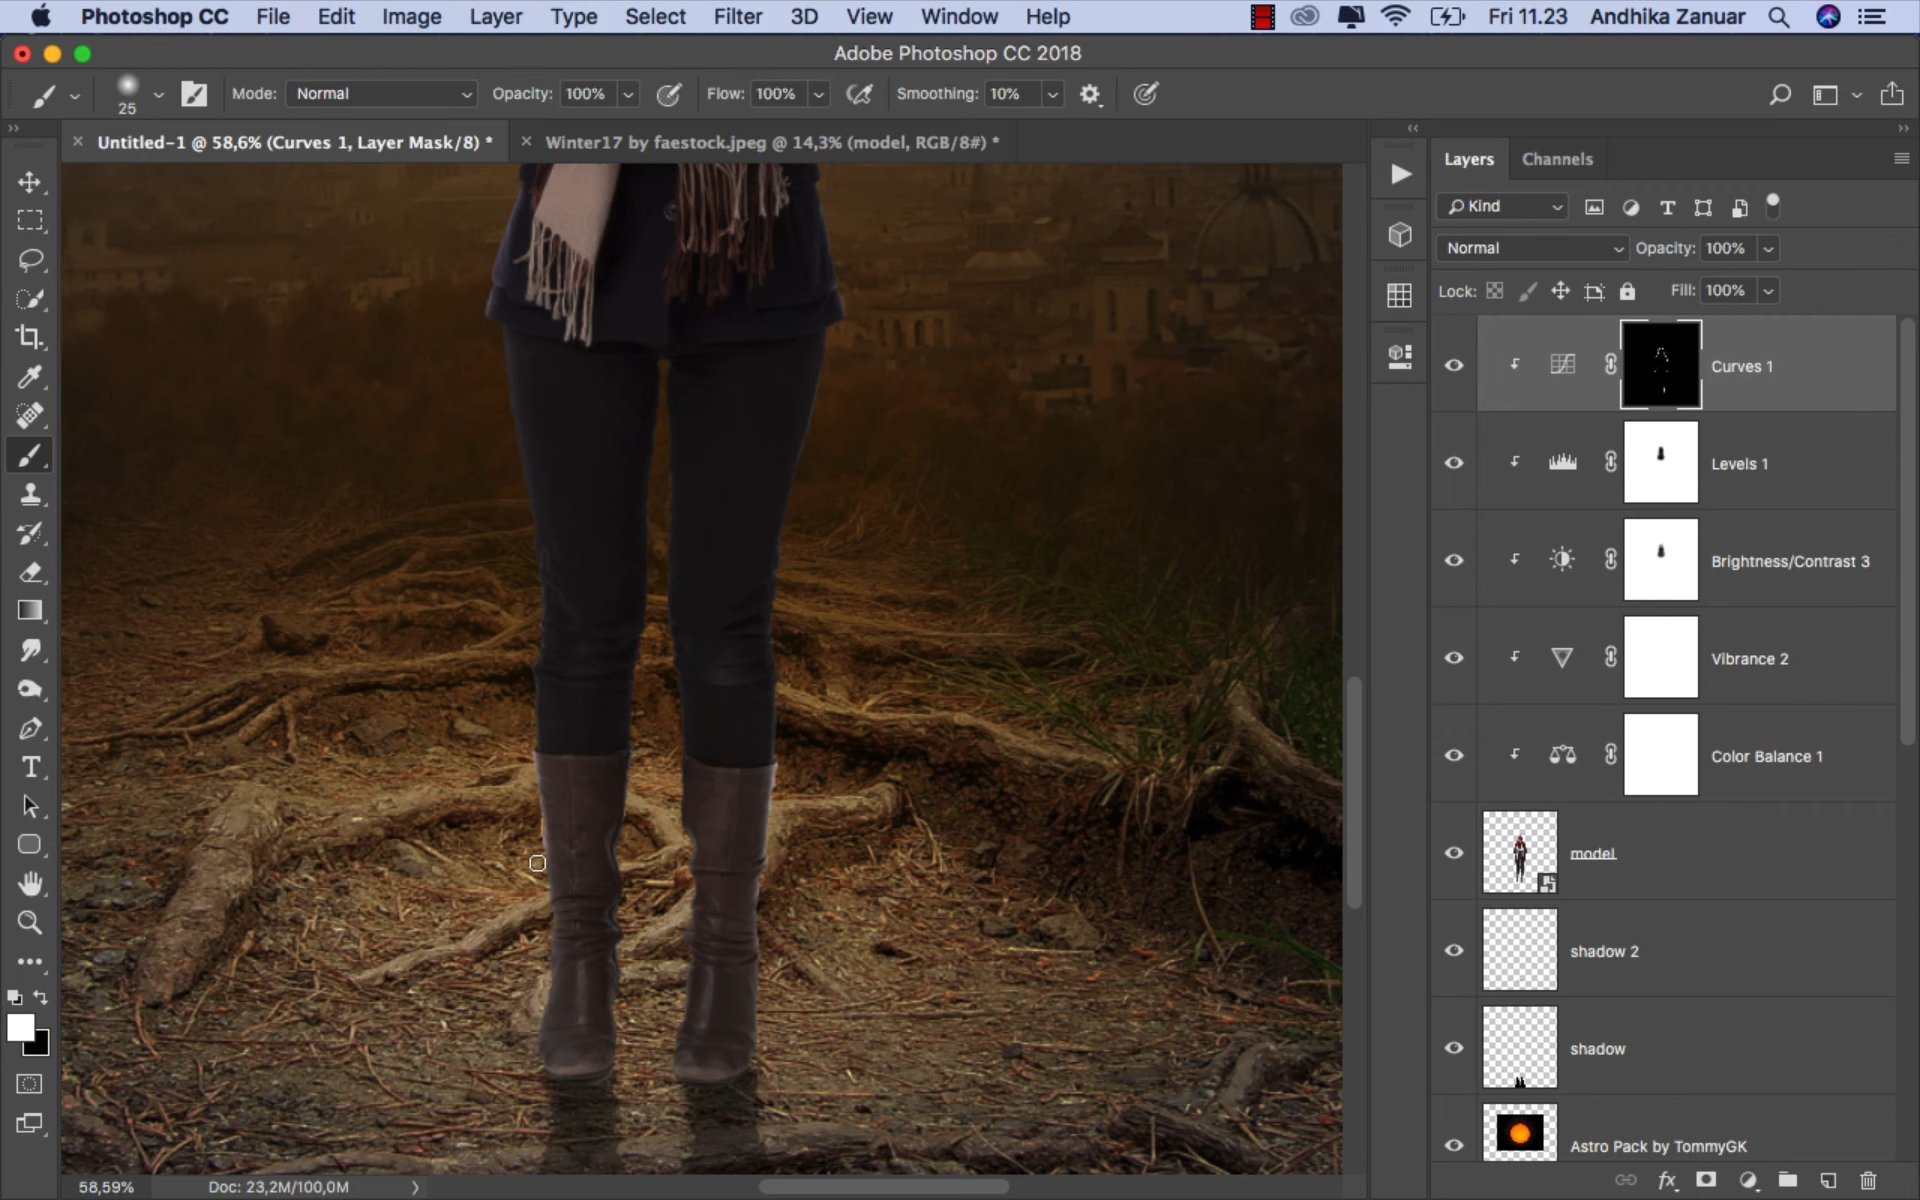 Photoshop CC File Edit Image Layer Type Select Filter 3D View Window Help Fri 11.23 Andhika Zanuar
Adobe Photoshop CC 2018
25 Mode: Normal Opacity: 100% Flow: 100% Smoothing: 10%
Untitled-1 @ 58,6% (Curves 1, Layer Mask/8) * Winter17 by faestock.jpeg @ 14,3% (model, RGB/8#) *
Layers Channels
Kind
Normal Opacity: 100%
Lock: Fill: 100%
Curves 1
Levels 1
Brightness/Contrast 3
Vibrance 2
Color Balance 1
model
shadow 2
shadow
Astro Pack by TommyGK
58,59% Doc: 23,2M/100,0M